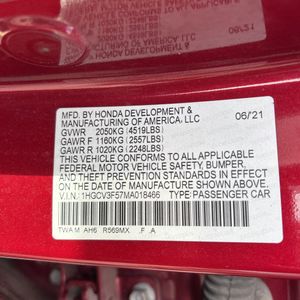 MFD. BY HONDA DEVELOPMENT &
MANUFACTURING OF AMERICA, LLC 06/21
GVWR 2050KG (4519LBS)
GAWR F 1160KG (2557LBS)
GAWR R 1020KG (2248LBS)
THIS VEHICLE CONFORMS TO ALL APPLICABLE
FEDERAL MOTOR VEHICLE SAFETY, BUMPER,
AND THEFT PREVENTION STANDARDS IN EFFECT
ON THE DATE OF MANUFACTURE SHOWN ABOVE.
V.I.N.: 1HGCV3F57MA018466 TYPE: PASSENGER CAR
TWA M AH6 R569MX F A